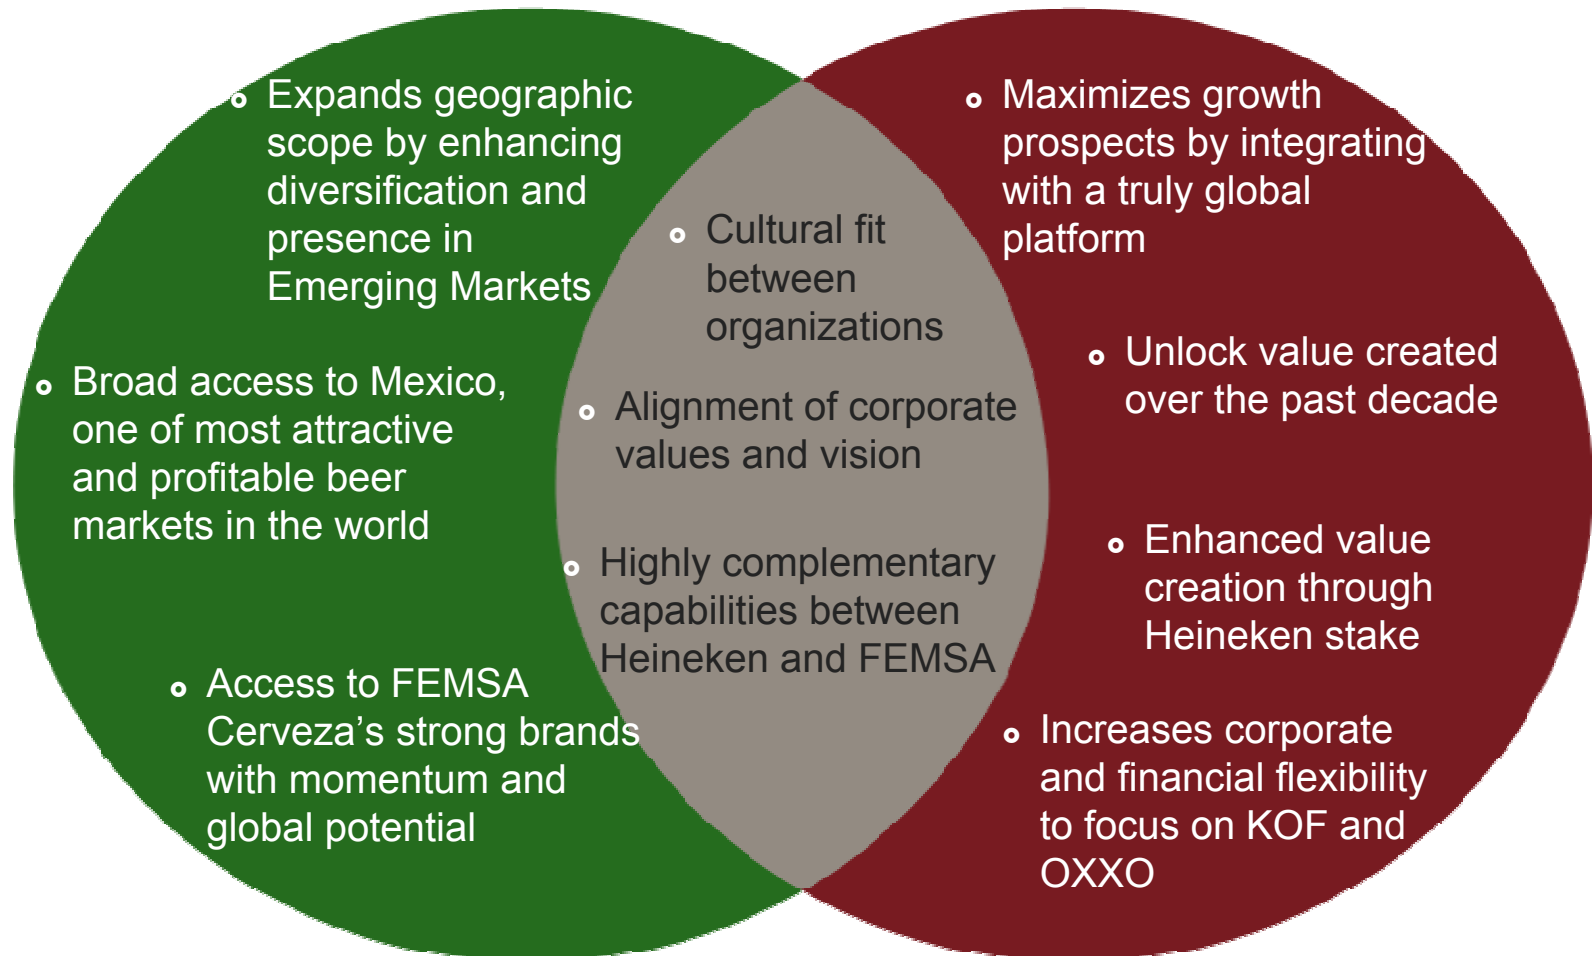 Expands geographic
scope by enhancing
diversification and
presence in
Emerging Markets
Broad access to Mexico,
one of most attractive
and profitable beer
markets in the world
Access to FEMSA
Cerveza’s strong brands
with momentum and
global potential
Cultural fit
between
organizations
Alignment of corporate
values and vision
Highly complementary
capabilities between
Heineken and FEMSA
Maximizes growth
prospects by integrating
with a truly global
platform
Unlock value created
over the past decade
Enhanced value
creation through
Heineken stake
Increases corporate
and financial flexibility
to focus on KOF and
OXXO